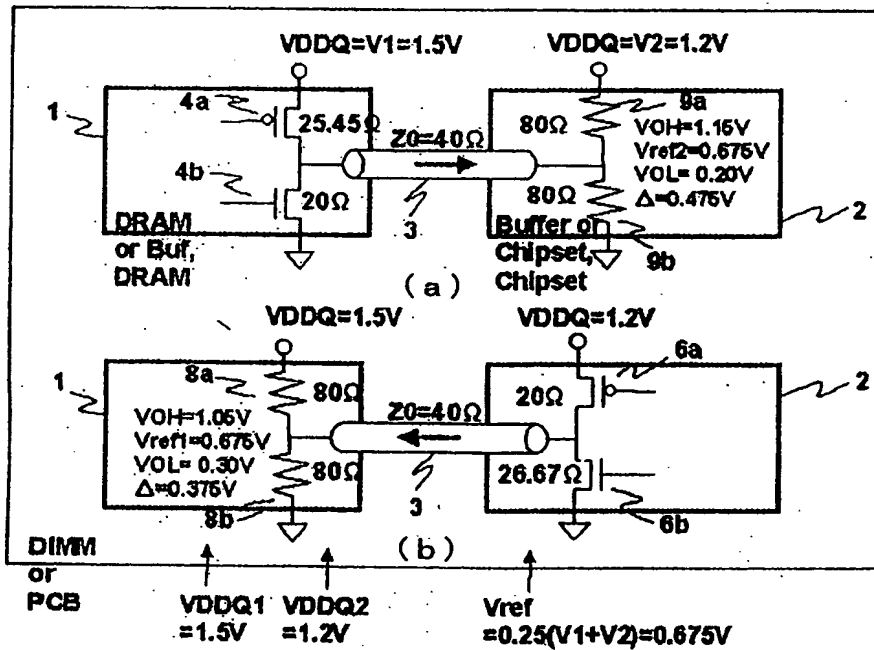 VDDQ=V1=1.5V
VDDQ=V2=1.2V
1
4a
25.45Ω
4b
20Ω
DRAM
or Buf,
DRAM
Z0=40Ω
3
80Ω
9a
VOH=1.15V
Vref2=0.675V
VOL= 0.20V
Δ=0.475V
80Ω
2
Buffer or
Chipset,
Chipset
9b
(a)
VDDQ=1.5V
VDDQ=1.2V
1
8a
80Ω
VOH=1.05V
Vref1=0.675V
VOL= 0.30V
Δ=0.375V
80Ω
8b
Z0=40Ω
3
6a
20Ω
2
26.67Ω
6b
(b)
DIMM
or
PCB
VDDQ1
=1.5V
VDDQ2
=1.2V
Vref
=0.25(V1+V2)=0.675V